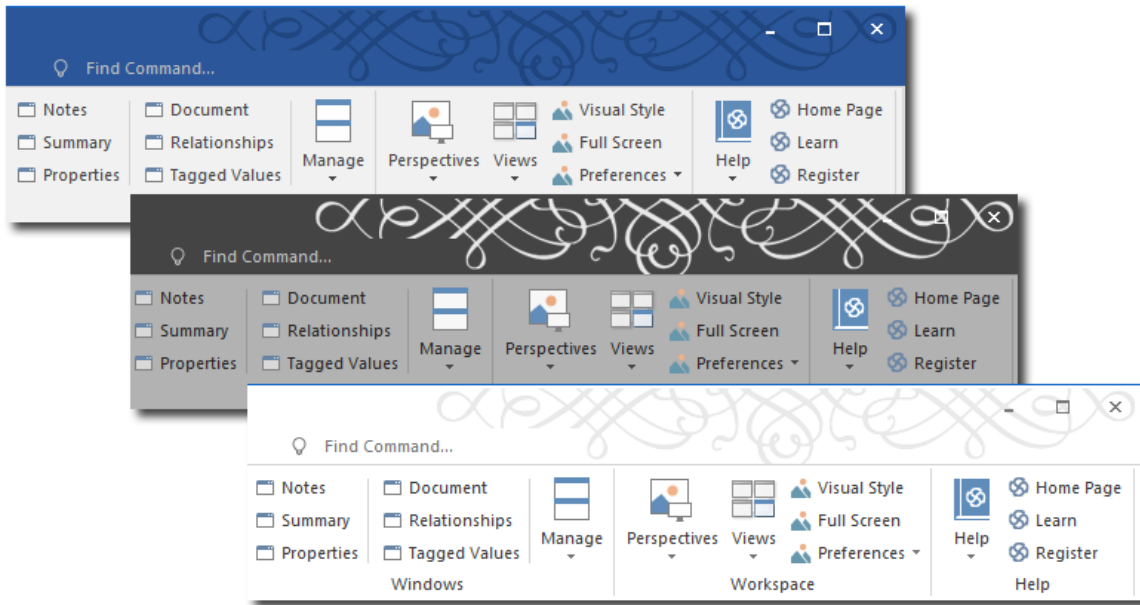 Find Command...
Notes Document Visual Style Home Page
Summary Relationships Full Screen Learn
Manage Perspectives Views Help
Properties Tagged Values Preferences Register
Find Command...
Notes Document Visual Style Home Page
Summary Relationships Full Screen Learn
Manage Perspectives Views Help
Properties Tagged Values Preferences Register
Find Command...
Notes Document Visual Style Home Page
Summary Relationships Full Screen Learn
Manage Perspectives Views Help
Properties Tagged Values Preferences Register
Windows Workspace Help